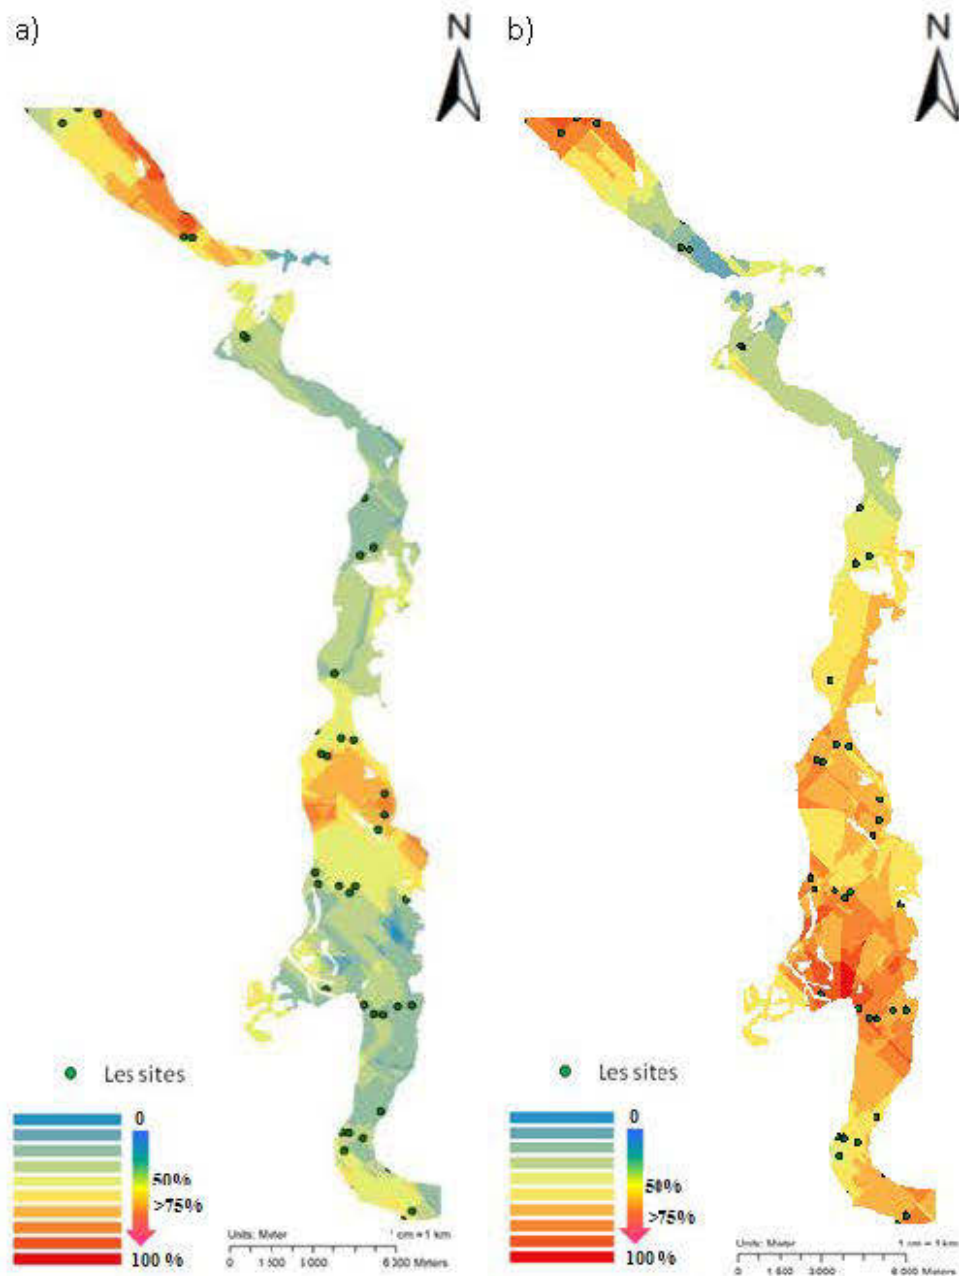 a)
N
b)
N
Les sites
0
50%
>75%
100 %
Units: Meter
1 cm = 1 km
0
1 500
3 000
6 000 Meters
Les sites
0
50%
>75%
100 %
Units: Meter
1 cm = 1 km
0
1 500
3 000
6 000 Meters